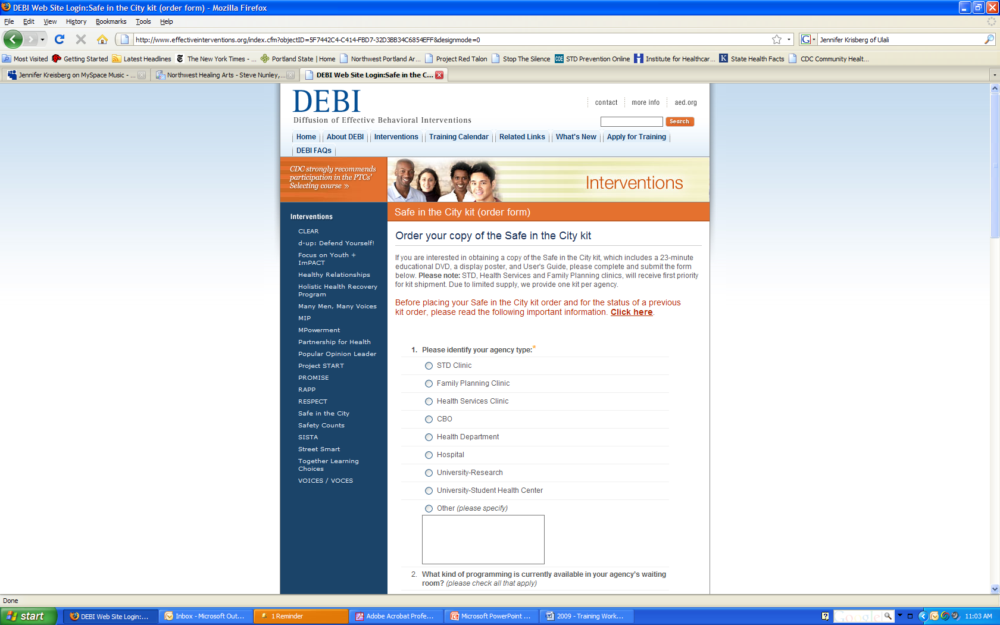 DEBI Web Site Login:Safe in the City kit (order form) - Mozilla Firefox
File Edit View History Bookmarks Tools Help
http://www.effectiveinterventions.org/index.cfm?objectID=5F7442C4-C414-FBD7-32D3BB34C6854EFF&designmode=0
G
Jennifer Krisberg of Ulali
Most Visited Getting Started Latest Headlines The New York Times - ... Portland State | Home Northwest Portland Ar... Project Red Talon Stop The Silence COE STD Prevention Online Institute for Healthcar... K State Health Facts CDC Community Healt...
Jennifer Kreisberg on MySpace Music - ... Northwest Healing Arts - Steve Nunley,... DEBI Web Site Login:Safe in the C...
DEBI
Diffusion of Effective Behavioral Interventions
contact more info aed.org
Search
Home About DEBI Interventions Training Calendar Related Links What's New Apply for Training
DEBI FAQs
CDC strongly recommends
participation in the PTCs'
Selecting course »
Interventions
Interventions
CLEAR
d-up: Defend Yourself!
Focus on Youth +
ImPACT
Healthy Relationships
Holistic Health Recovery
Program
Many Men, Many Voices
MIP
MPowerment
Partnership for Health
Popular Opinion Leader
Project START
PROMISE
RAPP
RESPECT
Safe in the City
Safety Counts
SISTA
Street Smart
Together Learning
Choices
VOICES / VOCES
Safe in the City kit (order form)
Order your copy of the Safe in the City kit
If you are interested in obtaining a copy of the Safe in the City kit, which includes a 23-minute
educational DVD, a display poster, and User's Guide, please complete and submit the form
below. Please note: STD, Health Services and Family Planning clinics, will receive first priority
for kit shipment. Due to limited supply, we provide one kit per agency.
Before placing your Safe in the City kit order and for the status of a previous
kit order, please read the following important information. Click here.
1. Please identify your agency type:*
STD Clinic
Family Planning Clinic
Health Services Clinic
CBO
Health Department
Hospital
University-Research
University-Student Health Center
Other (please specify)
2. What kind of programming is currently available in your agency's waiting
room? (please check all that apply)
Done
start DEBI Web Site Login:... Inbox - Microsoft Out... 1 Reminder Adobe Acrobat Profe... Microsoft PowerPoint ... 2009 - Training Work... Google 11:03 AM